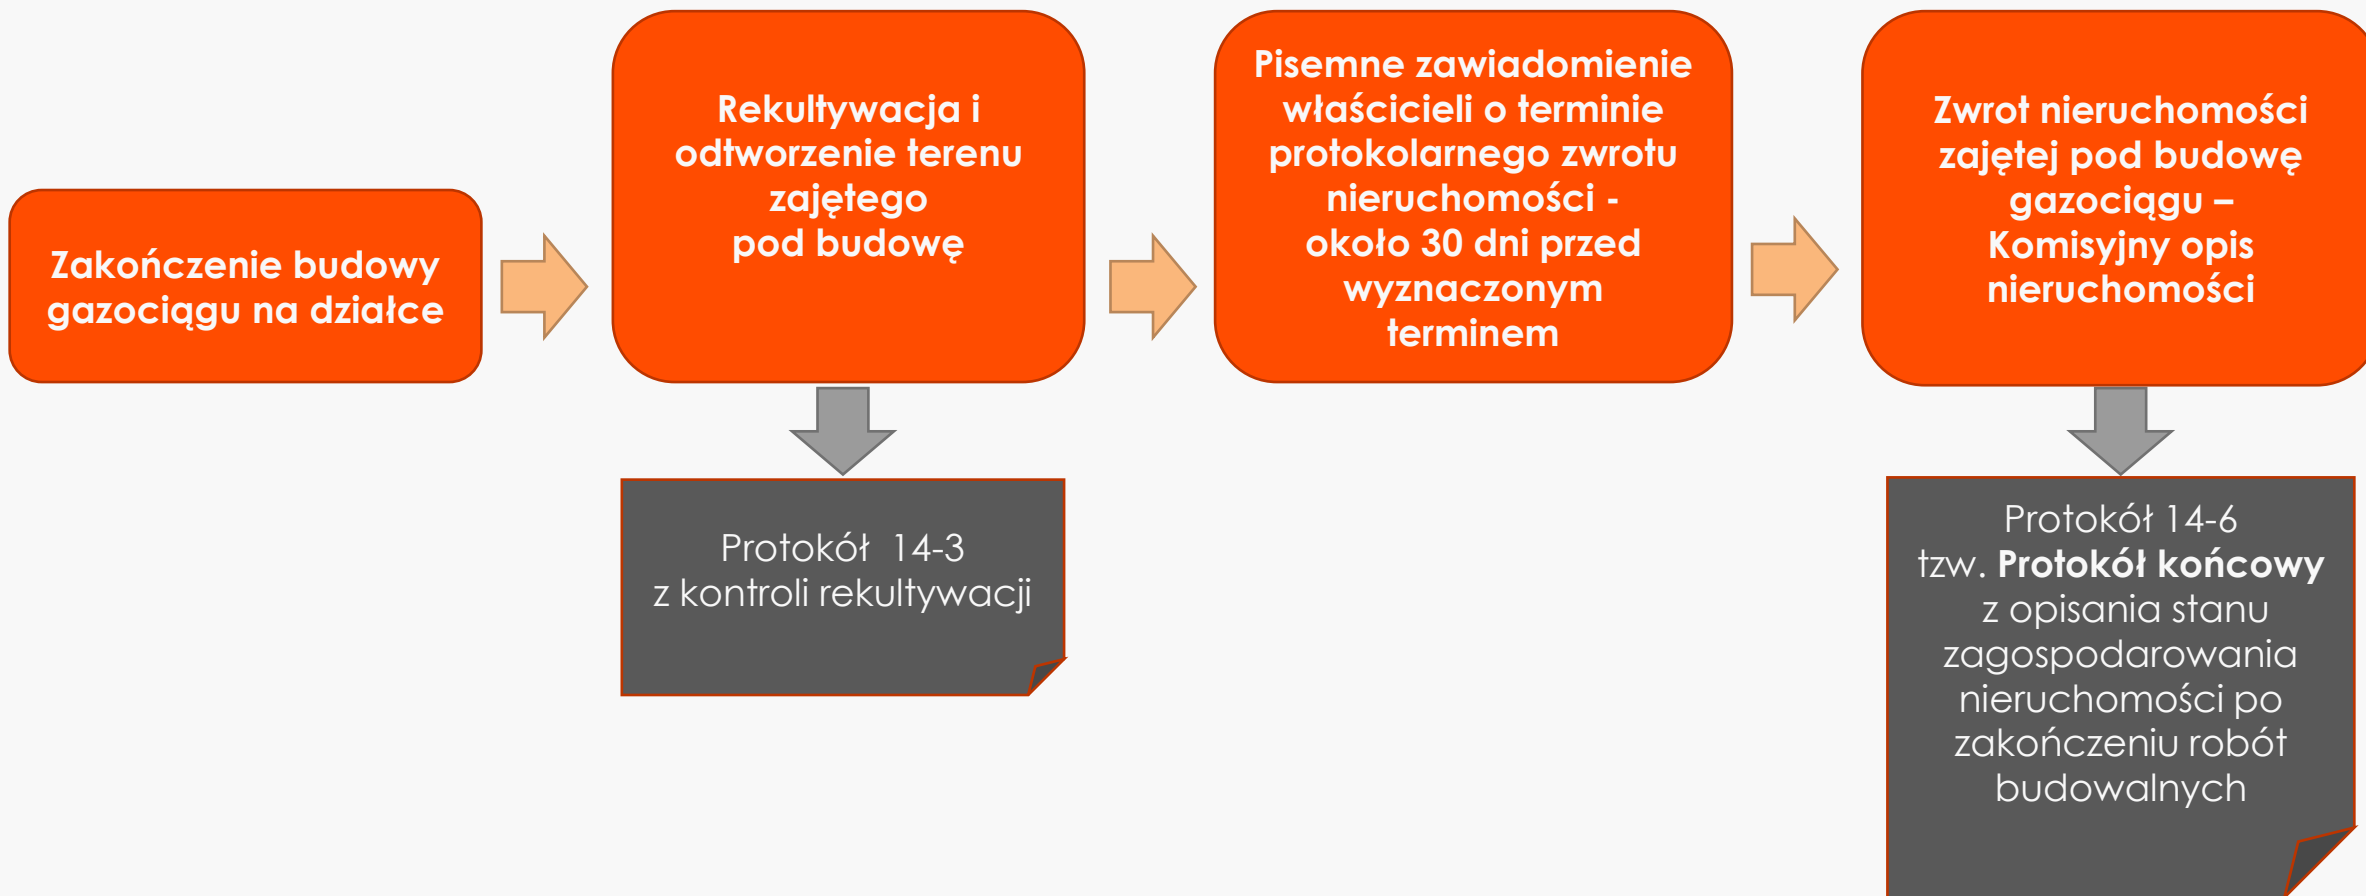 Zakończenie budowy
gazociągu na działce
Rekultywacja i
odtworzenie terenu
zajętego
pod budowę
Pisemne zawiadomienie
właścicieli o terminie
protokolarnego zwrotu
nieruchomości -
około 30 dni przed
wyznaczonym
terminem
Zwrot nieruchomości
zajętej pod budowę
gazociągu –
Komisyjny opis
nieruchomości
Protokół 14-3
z kontroli rekultywacji
Protokół 14-6
tzw. Protokół końcowy
z opisania stanu
zagospodarowania
nieruchomości po
zakończeniu robót
budowalnych